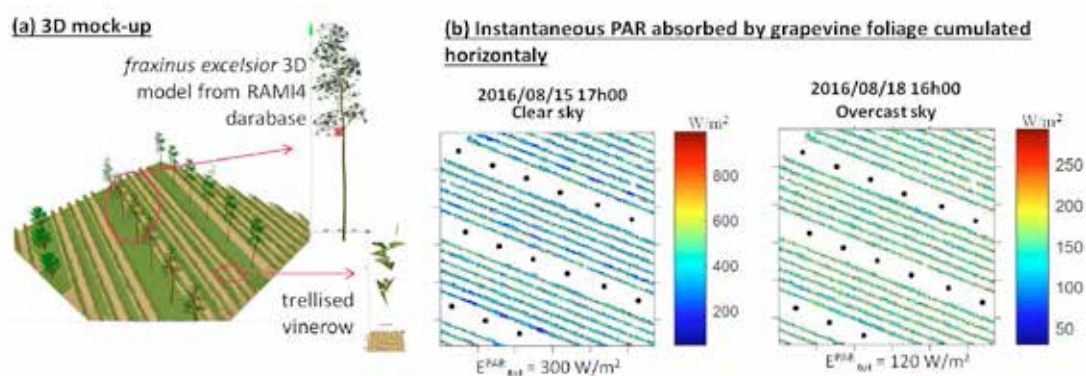 (a) 3D mock-up
fraxinus excelsior 3D
model from RAMI4
darabase
trellised
vinerow
(b) Instantaneous PAR absorbed by grapevine foliage cumulated
horizontaly
2016/08/15 17h00
Clear sky
W/m²
800
600
400
200
E^PAR_tot = 300 W/m²
2016/08/18 16h00
Overcast sky
W/m²
250
200
150
100
50
E^PAR_tot = 120 W/m²